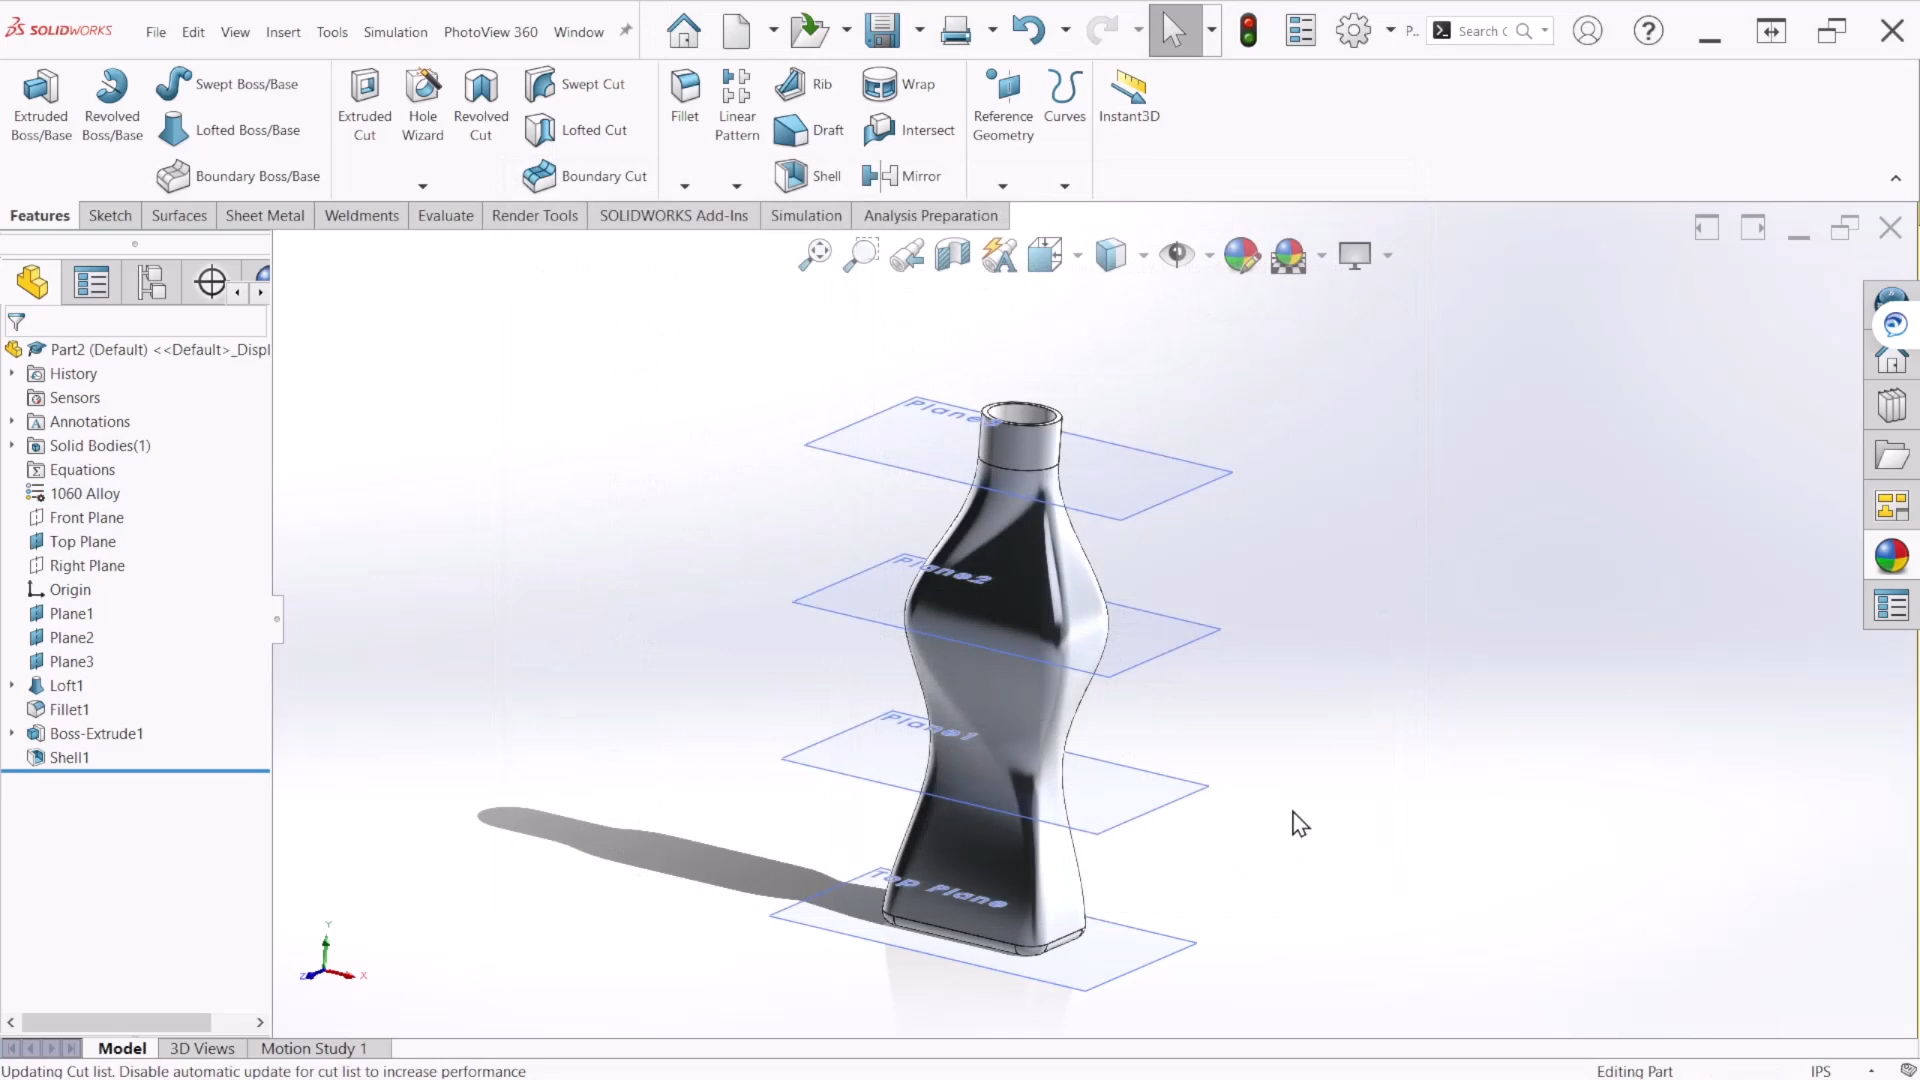 SOLIDWORKS File Edit View Insert Tools Simulation PhotoView 360 Window P.. Search C
Extruded Boss/Base
Revolved Boss/Base
Swept Boss/Base
Lofted Boss/Base
Boundary Boss/Base
Extruded Cut
Hole Wizard
Revolved Cut
Swept Cut
Lofted Cut
Boundary Cut
Fillet
Linear Pattern
Rib
Draft
Shell
Wrap
Intersect
Mirror
Reference Geometry
Curves
Instant3D
Features Sketch Surfaces Sheet Metal Weldments Evaluate Render Tools SOLIDWORKS Add-Ins Simulation Analysis Preparation
Part2 (Default) <<Default>_Displ
History
Sensors
Annotations
Solid Bodies(1)
Equations
1060 Alloy
Front Plane
Top Plane
Right Plane
Origin
Plane1
Plane2
Plane3
Loft1
Fillet1
Boss-Extrude1
Shell1
Plane2
Plane1
Top Plane
Y
Z X
Model 3D Views Motion Study 1
Updating Cut list. Disable automatic update for cut list to increase performance Editing Part IPS